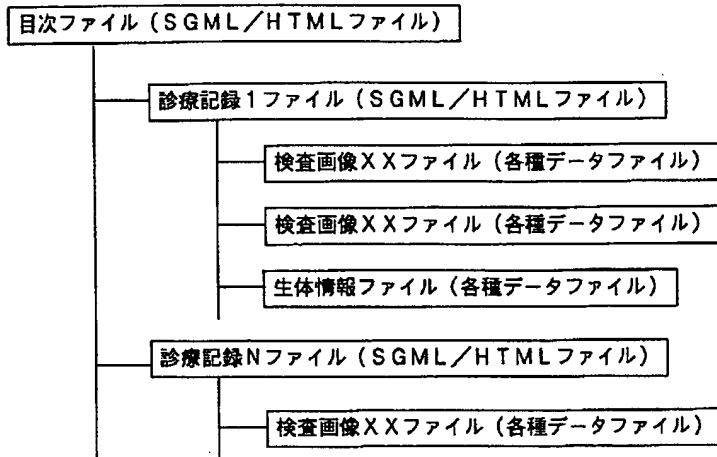 目次ファイル（ＳＧＭＬ／ＨＴＭＬファイル）
診療記録１ファイル（ＳＧＭＬ／ＨＴＭＬファイル）
検査画像ＸＸファイル（各種データファイル）
検査画像ＸＸファイル（各種データファイル）
生体情報ファイル（各種データファイル）
診療記録Ｎファイル（ＳＧＭＬ／ＨＴＭＬファイル）
検査画像ＸＸファイル（各種データファイル）